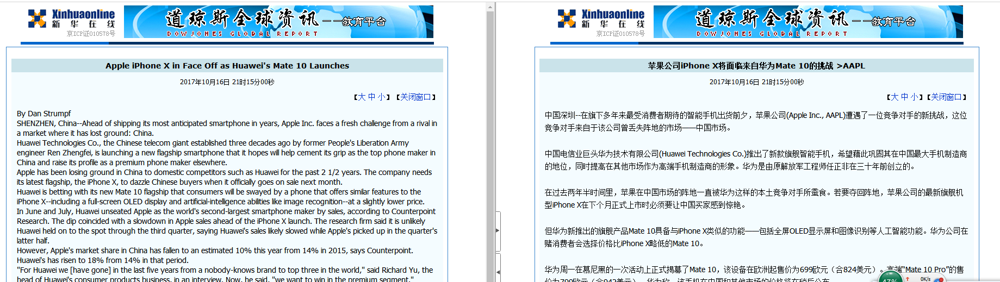 Xinhuaonline
新华在线
京ICP证010578号
道琼斯全球资讯——教育平台
DOWJONES GLOBAL REPORT
Apple iPhone X in Face Off as Huawei's Mate 10 Launches
2017年10月16日 21时15分00秒
【大 中 小】【关闭窗口】
By Dan Strumpf
SHENZHEN, China--Ahead of shipping its most anticipated smartphone in years, Apple Inc. faces a fresh challenge from a rival in
a market where it has lost ground: China.
Huawei Technologies Co., the Chinese telecom giant established three decades ago by former People's Liberation Army
engineer Ren Zhengfei, is launching a new flagship smartphone that it hopes will help cement its grip as the top phone maker in
China and raise its profile as a premium phone maker elsewhere.
Apple has been losing ground in China to domestic competitors such as Huawei for the past 2 1/2 years. The company needs
its latest flagship, the iPhone X, to dazzle Chinese buyers when it officially goes on sale next month.
Huawei is betting with its new Mate 10 flagship that consumers will be swayed by a phone that offers similar features to the
iPhone X--including a full-screen OLED display and artificial-intelligence abilities like image recognition--at a slightly lower price.
In June and July, Huawei unseated Apple as the world's second-largest smartphone maker by sales, according to Counterpoint
Research. The dip coincided with a slowdown in Apple sales ahead of the iPhone X launch. The research firm said it is unlikely
Huawei held on to the spot through the third quarter, saying Huawei's sales likely slowed while Apple's picked up in the quarter's
latter half.
However, Apple's market share in China has fallen to an estimated 10% this year from 14% in 2015, says Counterpoint.
Huawei's has risen to 18% from 14% in that period.
"For Huawei we [have gone] in the last five years from a nobody-knows brand to top three in the world," said Richard Yu, the
head of Huawei's consumer products business, in an interview. Now, he said, "we want to win in the premium segment."
Xinhuaonline
新华在线
京ICP证010578号
道琼斯全球资讯——教育平台
DOWJONES GLOBAL REPORT
苹果公司iPhone X将面临来自华为Mate 10的挑战 >AAPL
2017年10月16日 21时15分00秒
【大 中 小】【关闭窗口】
中国深圳--在旗下多年来最受消费者期待的智能手机出货前夕，苹果公司(Apple Inc., AAPL)遭遇了一位竞争对手的新挑战，这位
竞争对手来自于该公司曾丢失阵地的市场——中国市场。
中国电信业巨头华为技术有限公司(Huawei Technologies Co.)推出了新款旗舰智能手机，希望藉此巩固其在中国最大手机制造商
的地位，同时提高在其他市场作为高端手机制造商的形象。华为是由原解放军工程师任正非在三十年前创立的。
在过去两年半时间里，苹果在中国市场的阵地一直被华为这样的本土竞争对手所蚕食。若要夺回阵地，苹果公司的最新旗舰机
型iPhone X在下个月正式上市时必须要让中国买家感到惊艳。
但华为新推出的旗舰产品Mate 10具备与iPhone X类似的功能——包括全屏OLED显示屏和图像识别等人工智能功能。华为公司在
赌消费者会选择价格比iPhone X略低的Mate 10。
华为周一在慕尼黑的一次活动上正式揭幕了Mate 10，该设备在欧洲起售价为699欧元（合824美元）。高端“Mate 10 Pro”的售
价为799欧元（合942美元）。华为称，该手机在中国和其他市场的价格将在稍后公布
47%
0K/s